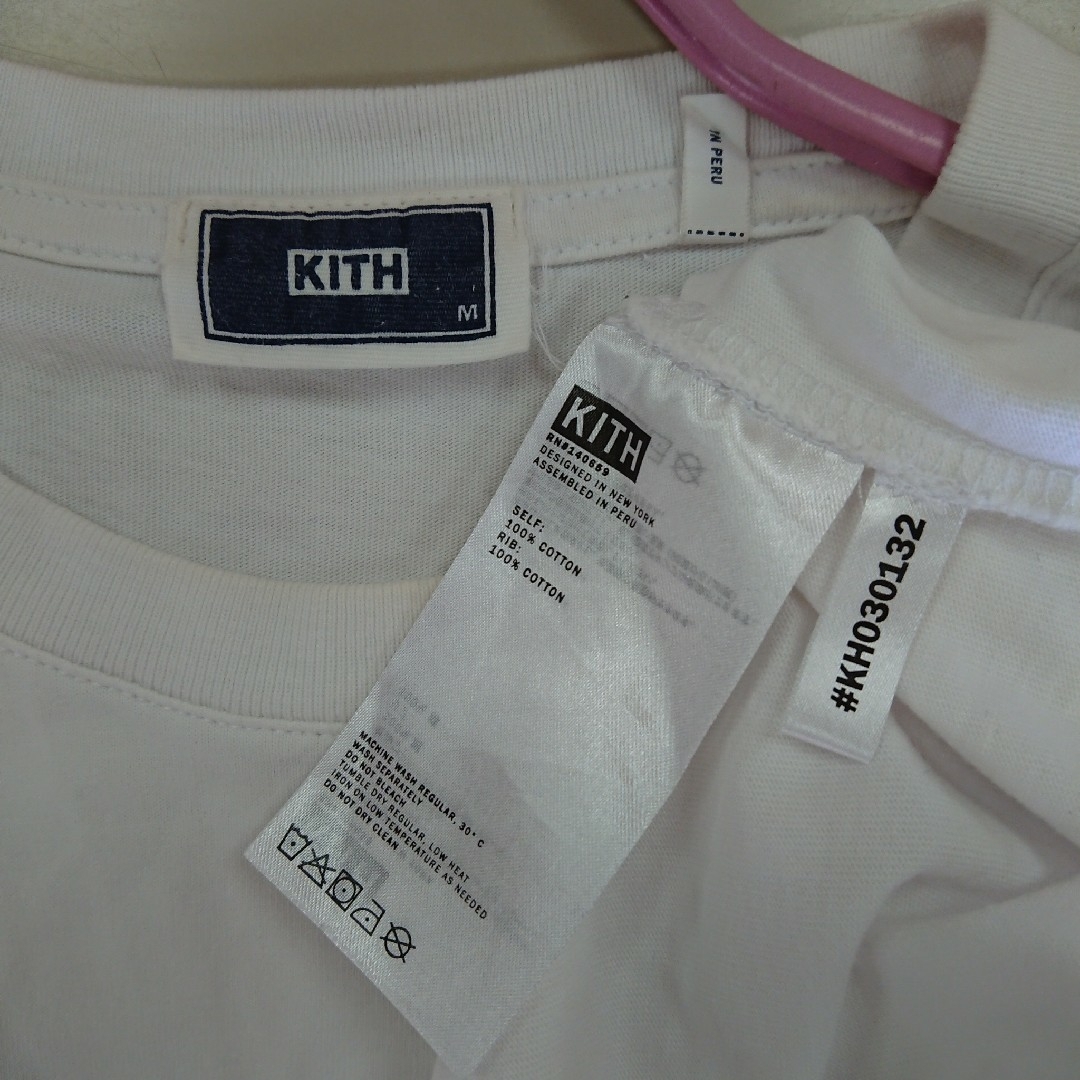 KITH
M
IN PERU
KITH
RN#140659
DESIGNED IN NEW YORK
ASSEMBLED IN PERU
SELF:
100% COTTON
RIB:
100% COTTON
MACHINE WASH REGULAR, 30° C
WASH SEPARATELY
DO NOT BLEACH
TUMBLE DRY REGULAR, LOW HEAT
IRON ON LOW TEMPERATURE AS NEEDED
DO NOT DRY CLEAN
#KH030132